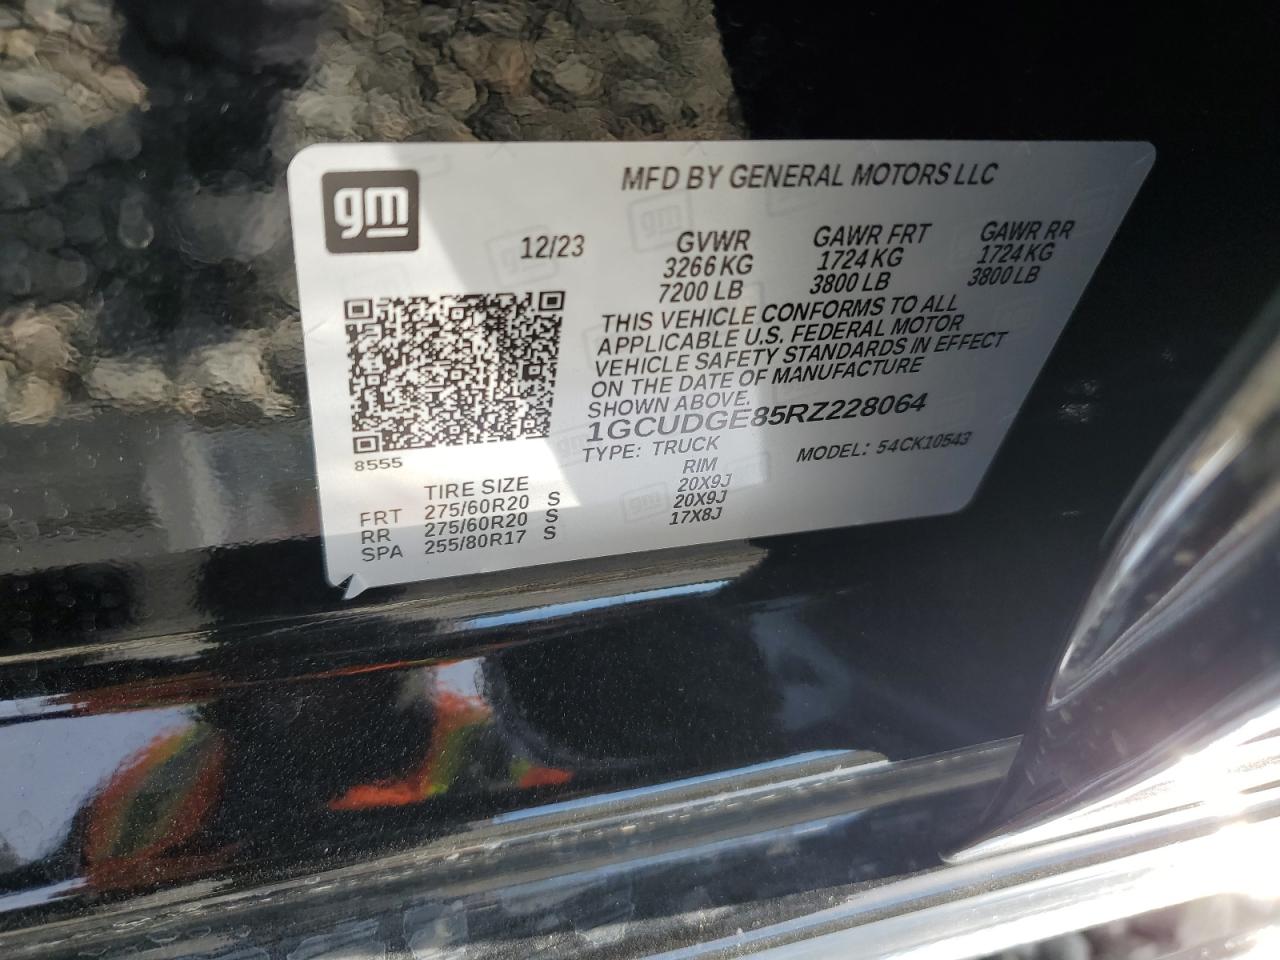 gm
MFD BY GENERAL MOTORS LLC
12/23
GVWR GAWR FRT GAWR RR
3266 KG 1724 KG 1724 KG
7200 LB 3800 LB 3800 LB
THIS VEHICLE CONFORMS TO ALL
APPLICABLE U.S. FEDERAL MOTOR
VEHICLE SAFETY STANDARDS IN EFFECT
ON THE DATE OF MANUFACTURE
SHOWN ABOVE.
1GCUDGE85RZ228064
TYPE: TRUCK MODEL: 54CK10543
8555
TIRE SIZE RIM
FRT 275/60R20 S 20X9J
RR 275/60R20 S 20X9J
SPA 255/80R17 S 17X8J